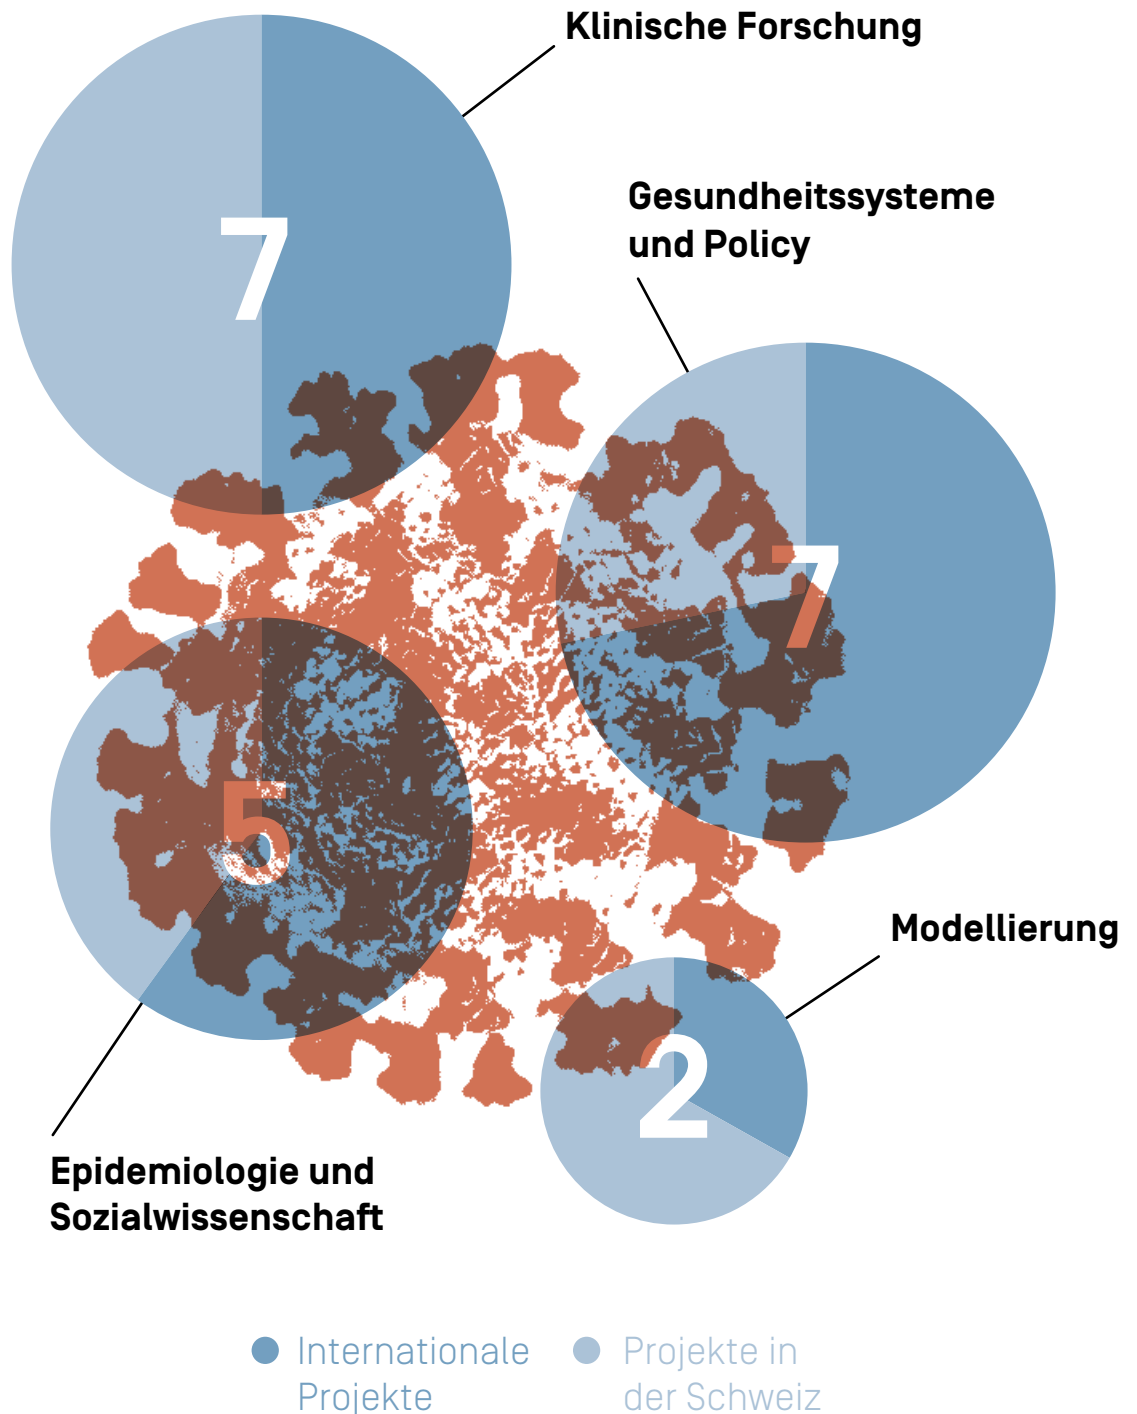 Klinische Forschung
7
Gesundheitssysteme
und Policy
7
5
Modellierung
2
Epidemiologie und
Sozialwissenschaft
Internationale
Projekte
Projekte in
der Schweiz